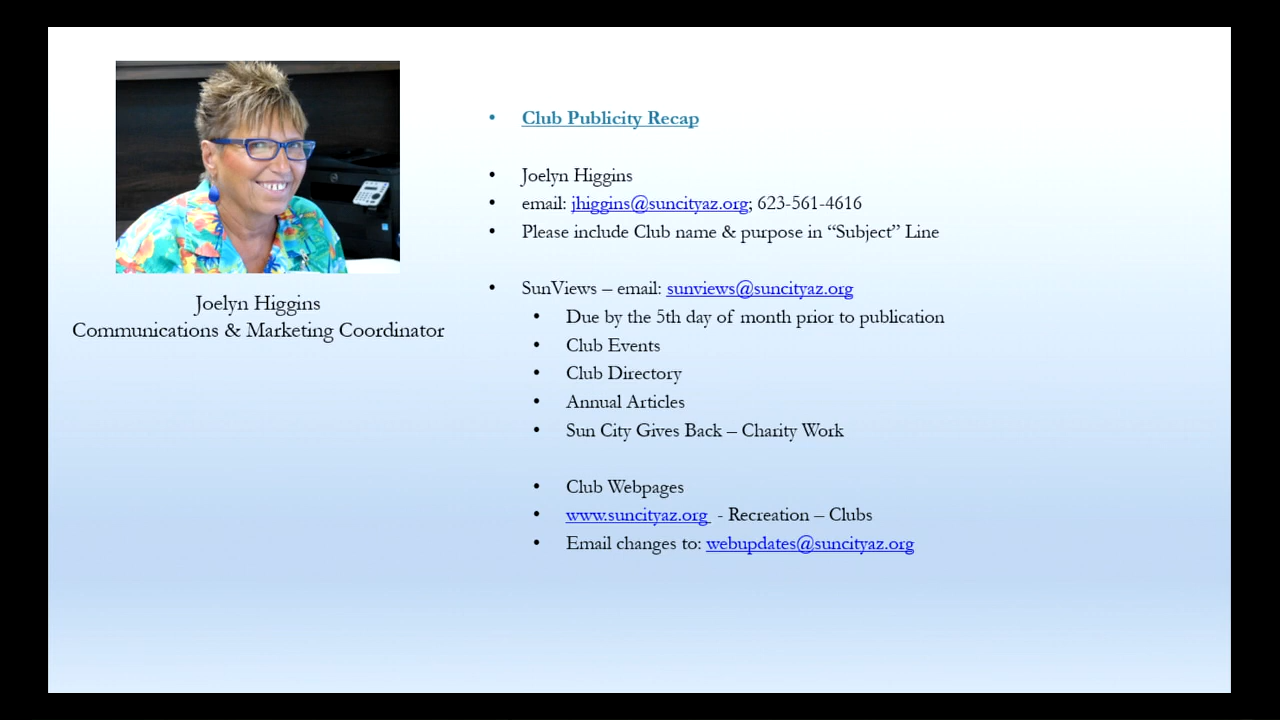 Joelyn Higgins
Communications & Marketing Coordinator
• Club Publicity Recap
• Joelyn Higgins
• email: jhiggins@suncityaz.org; 623-561-4616
• Please include Club name & purpose in “Subject” Line
• SunViews – email: sunviews@suncityaz.org
• Due by the 5th day of month prior to publication
• Club Events
• Club Directory
• Annual Articles
• Sun City Gives Back – Charity Work
• Club Webpages
• www.suncityaz.org - Recreation – Clubs
• Email changes to: webupdates@suncityaz.org